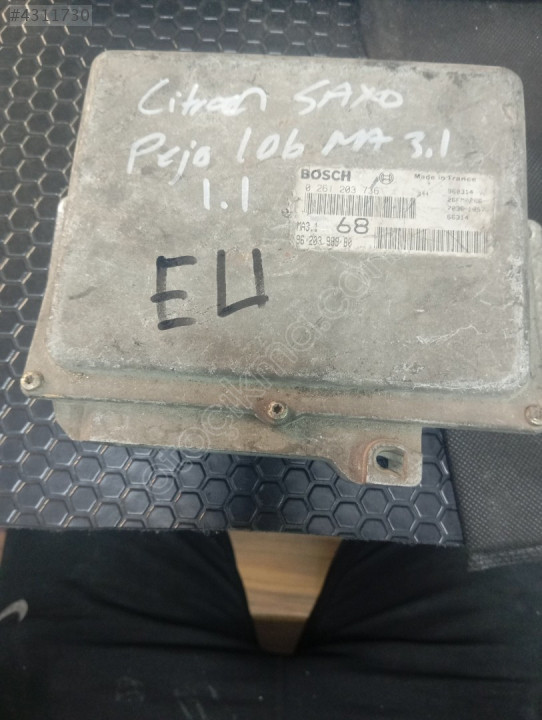 #4311730
Citroen SAXO
Pejo 106 MA 3.1
1.1
BOSCH
Made in France
0 261 203 736
MA3.1
68
96 203 909 80
EU